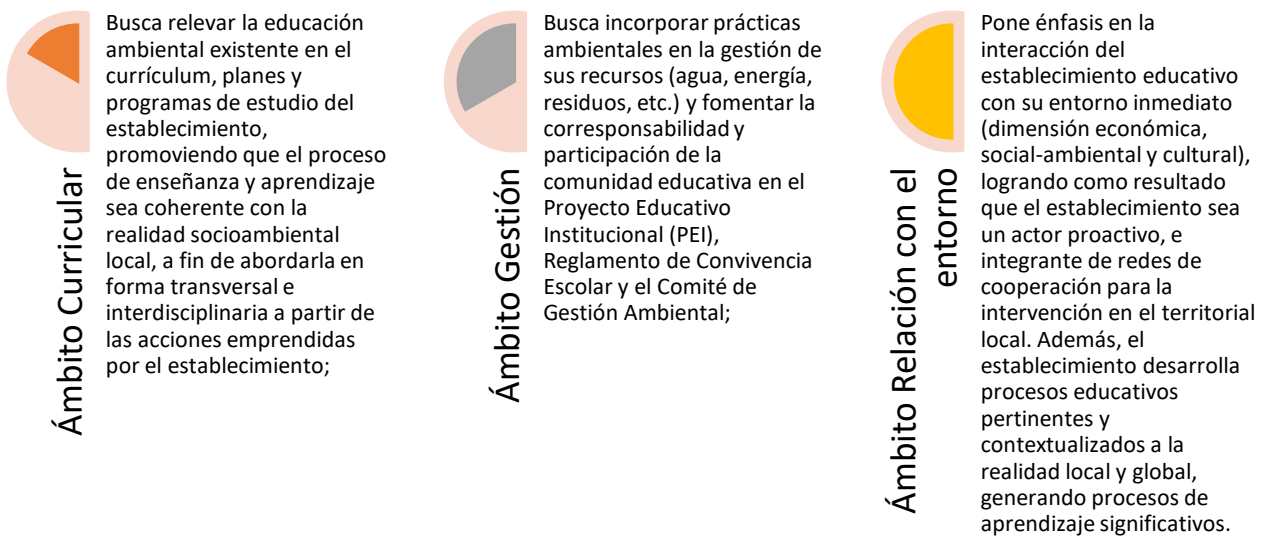 Ámbito Curricular
Busca relevar la educación
ambiental existente en el
currículum, planes y
programas de estudio del
establecimiento,
promoviendo que el proceso
de enseñanza y aprendizaje
sea coherente con la
realidad socioambiental
local, a fin de abordarla en
forma transversal e
interdisciplinaria a partir de
las acciones emprendidas
por el establecimiento;
Ámbito Gestión
Busca incorporar prácticas
ambientales en la gestión de
sus recursos (agua, energía,
residuos, etc.) y fomentar la
corresponsabilidad y
participación de la
comunidad educativa en el
Proyecto Educativo
Institucional (PEI),
Reglamento de Convivencia
Escolar y el Comité de
Gestión Ambiental;
Ámbito Relación con el
entorno
Pone énfasis en la
interacción del
establecimiento educativo
con su entorno inmediato
(dimensión económica,
social-ambiental y cultural),
logrando como resultado
que el establecimiento sea
un actor proactivo, e
integrante de redes de
cooperación para la
intervención en el territorial
local. Además, el
establecimiento desarrolla
procesos educativos
pertinentes y
contextualizados a la
realidad local y global,
generando procesos de
aprendizaje significativos.